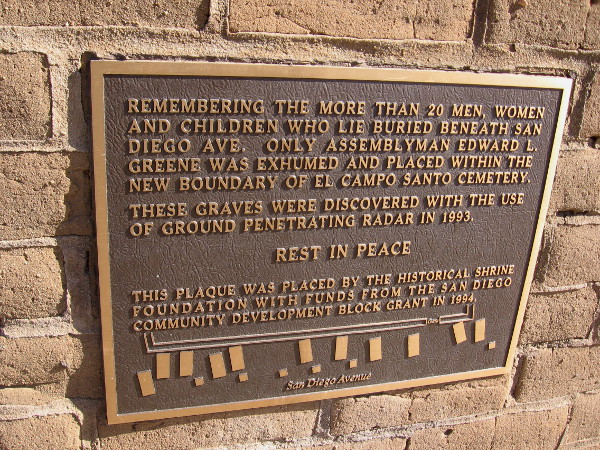 REMEMBERING THE MORE THAN 20 MEN, WOMEN
AND CHILDREN WHO LIE BURIED BENEATH SAN
DIEGO AVE. ONLY ASSEMBLYMAN EDWARD L.
GREENE WAS EXHUMED AND PLACED WITHIN THE
NEW BOUNDARY OF EL CAMPO SANTO CEMETERY.
THESE GRAVES WERE DISCOVERED WITH THE USE
OF GROUND PENETRATING RADAR IN 1993.
REST IN PEACE
THIS PLAQUE WAS PLACED BY THE HISTORICAL SHRINE
FOUNDATION WITH FUNDS FROM THE SAN DIEGO
COMMUNITY DEVELOPMENT BLOCK GRANT IN 1994.
San Diego Avenue